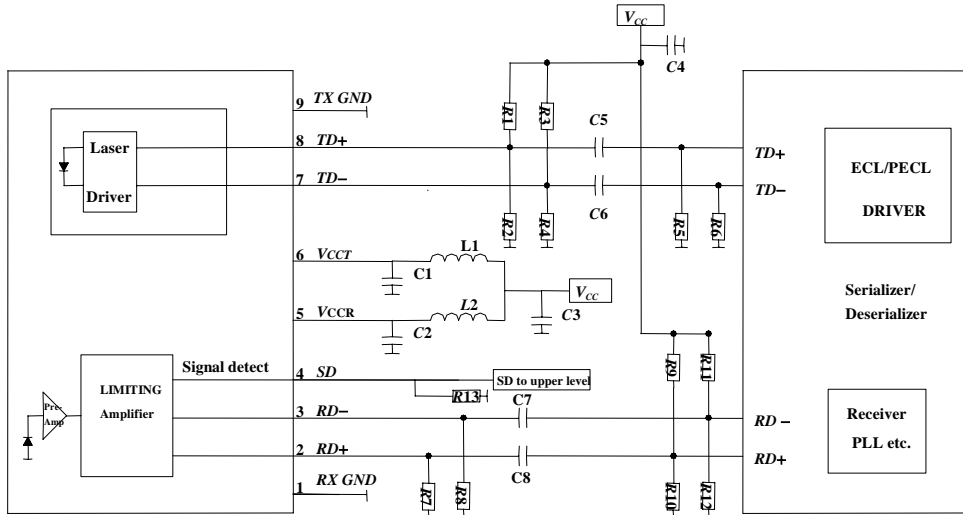 V_CC
C4
9 TX GND
R1
R3
C5
Laser
8 TD+
TD+
ECL/PECL
Driver
7 TD−
TD−
C6
DRIVER
R2
R4
R5
R6
6 VCCT
L1
C1
V_CC
Serializer/
Deserializer
5 VCCR
L2
C2
C3
Signal detect
4 SD
SD to upper level
R9
R11
LIMITING
Amplifier
R13
C7
Pre-
Amp
3 RD−
RD −
Receiver
PLL etc.
2 RD+
RD+
C8
1 RX GND
R7
R8
R10
R12